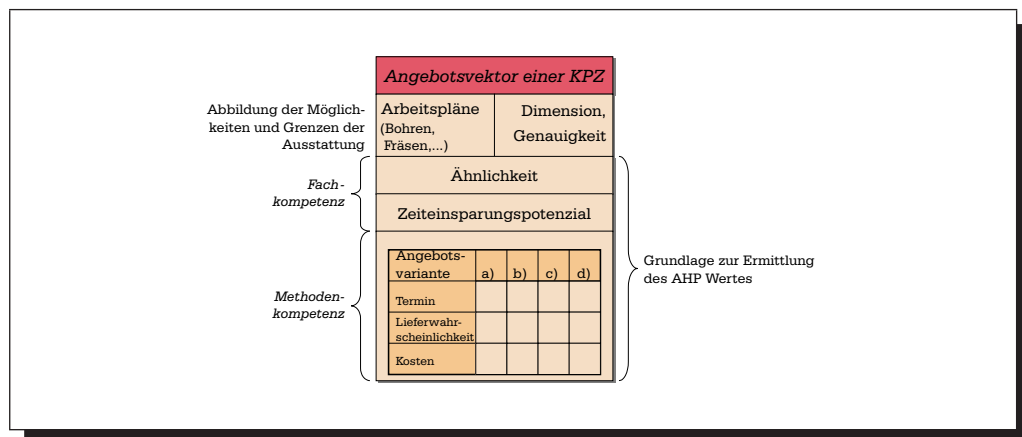 Angebotsvektor einer KPZ
Abbildung der Möglich-
keiten und Grenzen der
Ausstattung
Arbeitspläne
(Bohren,
Fräsen,...)
Dimension,
Genauigkeit
Fach-
kompetenz
Ähnlichkeit
Zeiteinsparungspotenzial
Methoden-
kompetenz
Angebots-
variante a) b) c) d)
Termin
Lieferwahr-
scheinlichkeit
Kosten
Grundlage zur Ermittlung
des AHP Wertes